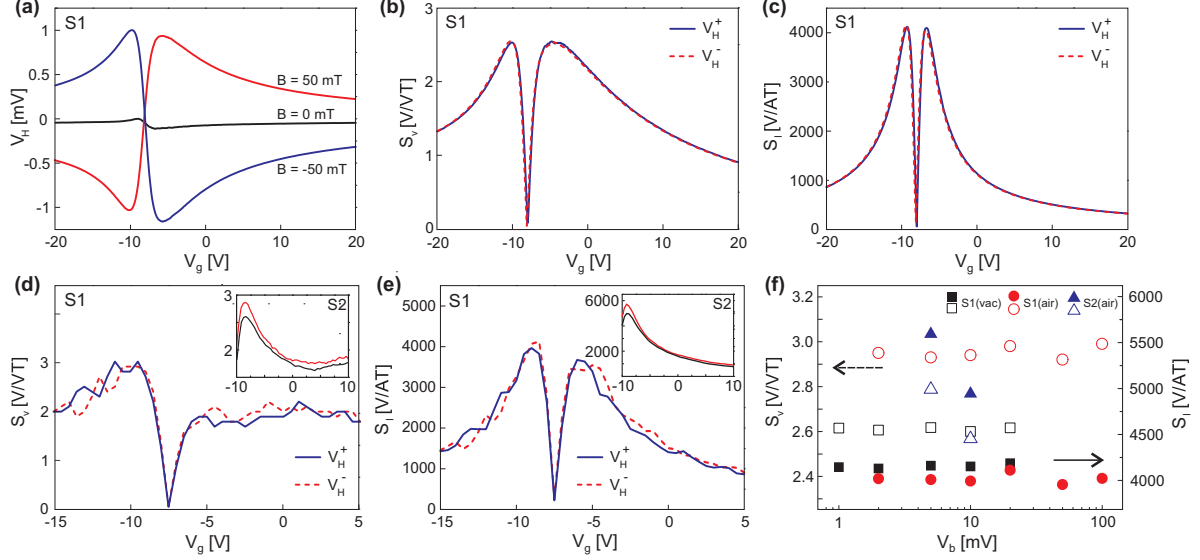 (a)
S1
V_H [mV]
1
0.5
0
-0.5
-1
B = 50 mT
B = 0 mT
B = -50 mT
-20 -10 0 10 20
V_g [V]
(b)
S1
V_H^+
V_H^-
S_v [V/VT]
3
2
1
0
-20 -10 0 10 20
V_g [V]
(c)
S1
V_H^+
V_H^-
S_I [V/AT]
4000
3000
2000
1000
0
-20 -10 0 10 20
V_g [V]
(d)
S1
S_v [V/VT]
4
3
2
1
0
S2
3
2
-10 0 10
V_H^+
V_H^-
-15 -10 -5 0 5
V_g [V]
(e)
S1
S_I [V/AT]
5000
4000
3000
2000
1000
0
S2
6000
2000
-10 0 10
V_H^+
V_H^-
-15 -10 -5 0 5
V_g [V]
(f)
S1(vac) S1(air) S2(air)
S_v [V/VT]
3.2
3.0
2.8
2.6
2.4
6000
5000
4000
S_I [V/AT]
1 10 100
V_b [mV]